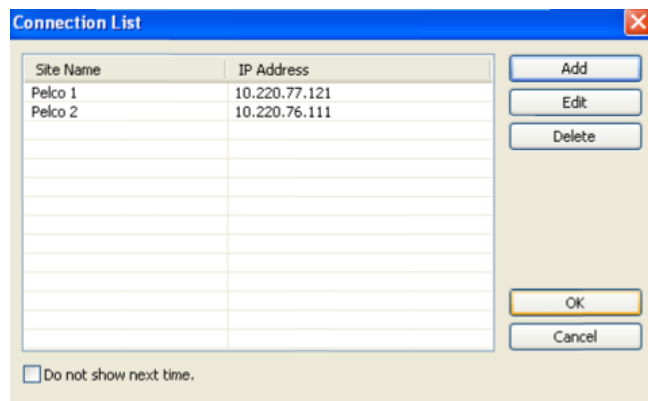 Connection List
Site Name IP Address Add
Pelco 1 10.220.77.121 Edit
Pelco 2 10.220.76.111
Delete
OK
Cancel
Do not show next time.